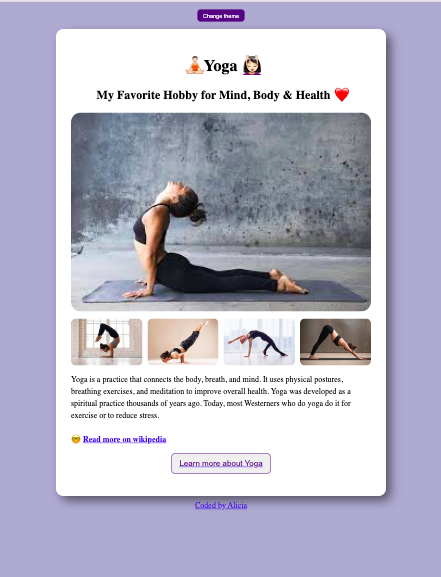 Change theme
🧘🏻Yoga 💆🏻‍♀️
My Favorite Hobby for Mind, Body & Health ❤️
Yoga is a practice that connects the body, breath, and mind. It uses physical postures,
breathing exercises, and meditation to improve overall health. Yoga was developed as a
spiritual practice thousands of years ago. Today, most Westerners who do yoga do it for
exercise or to reduce stress.
🤓 Read more on wikipedia
Learn more about Yoga
Coded by Alicia